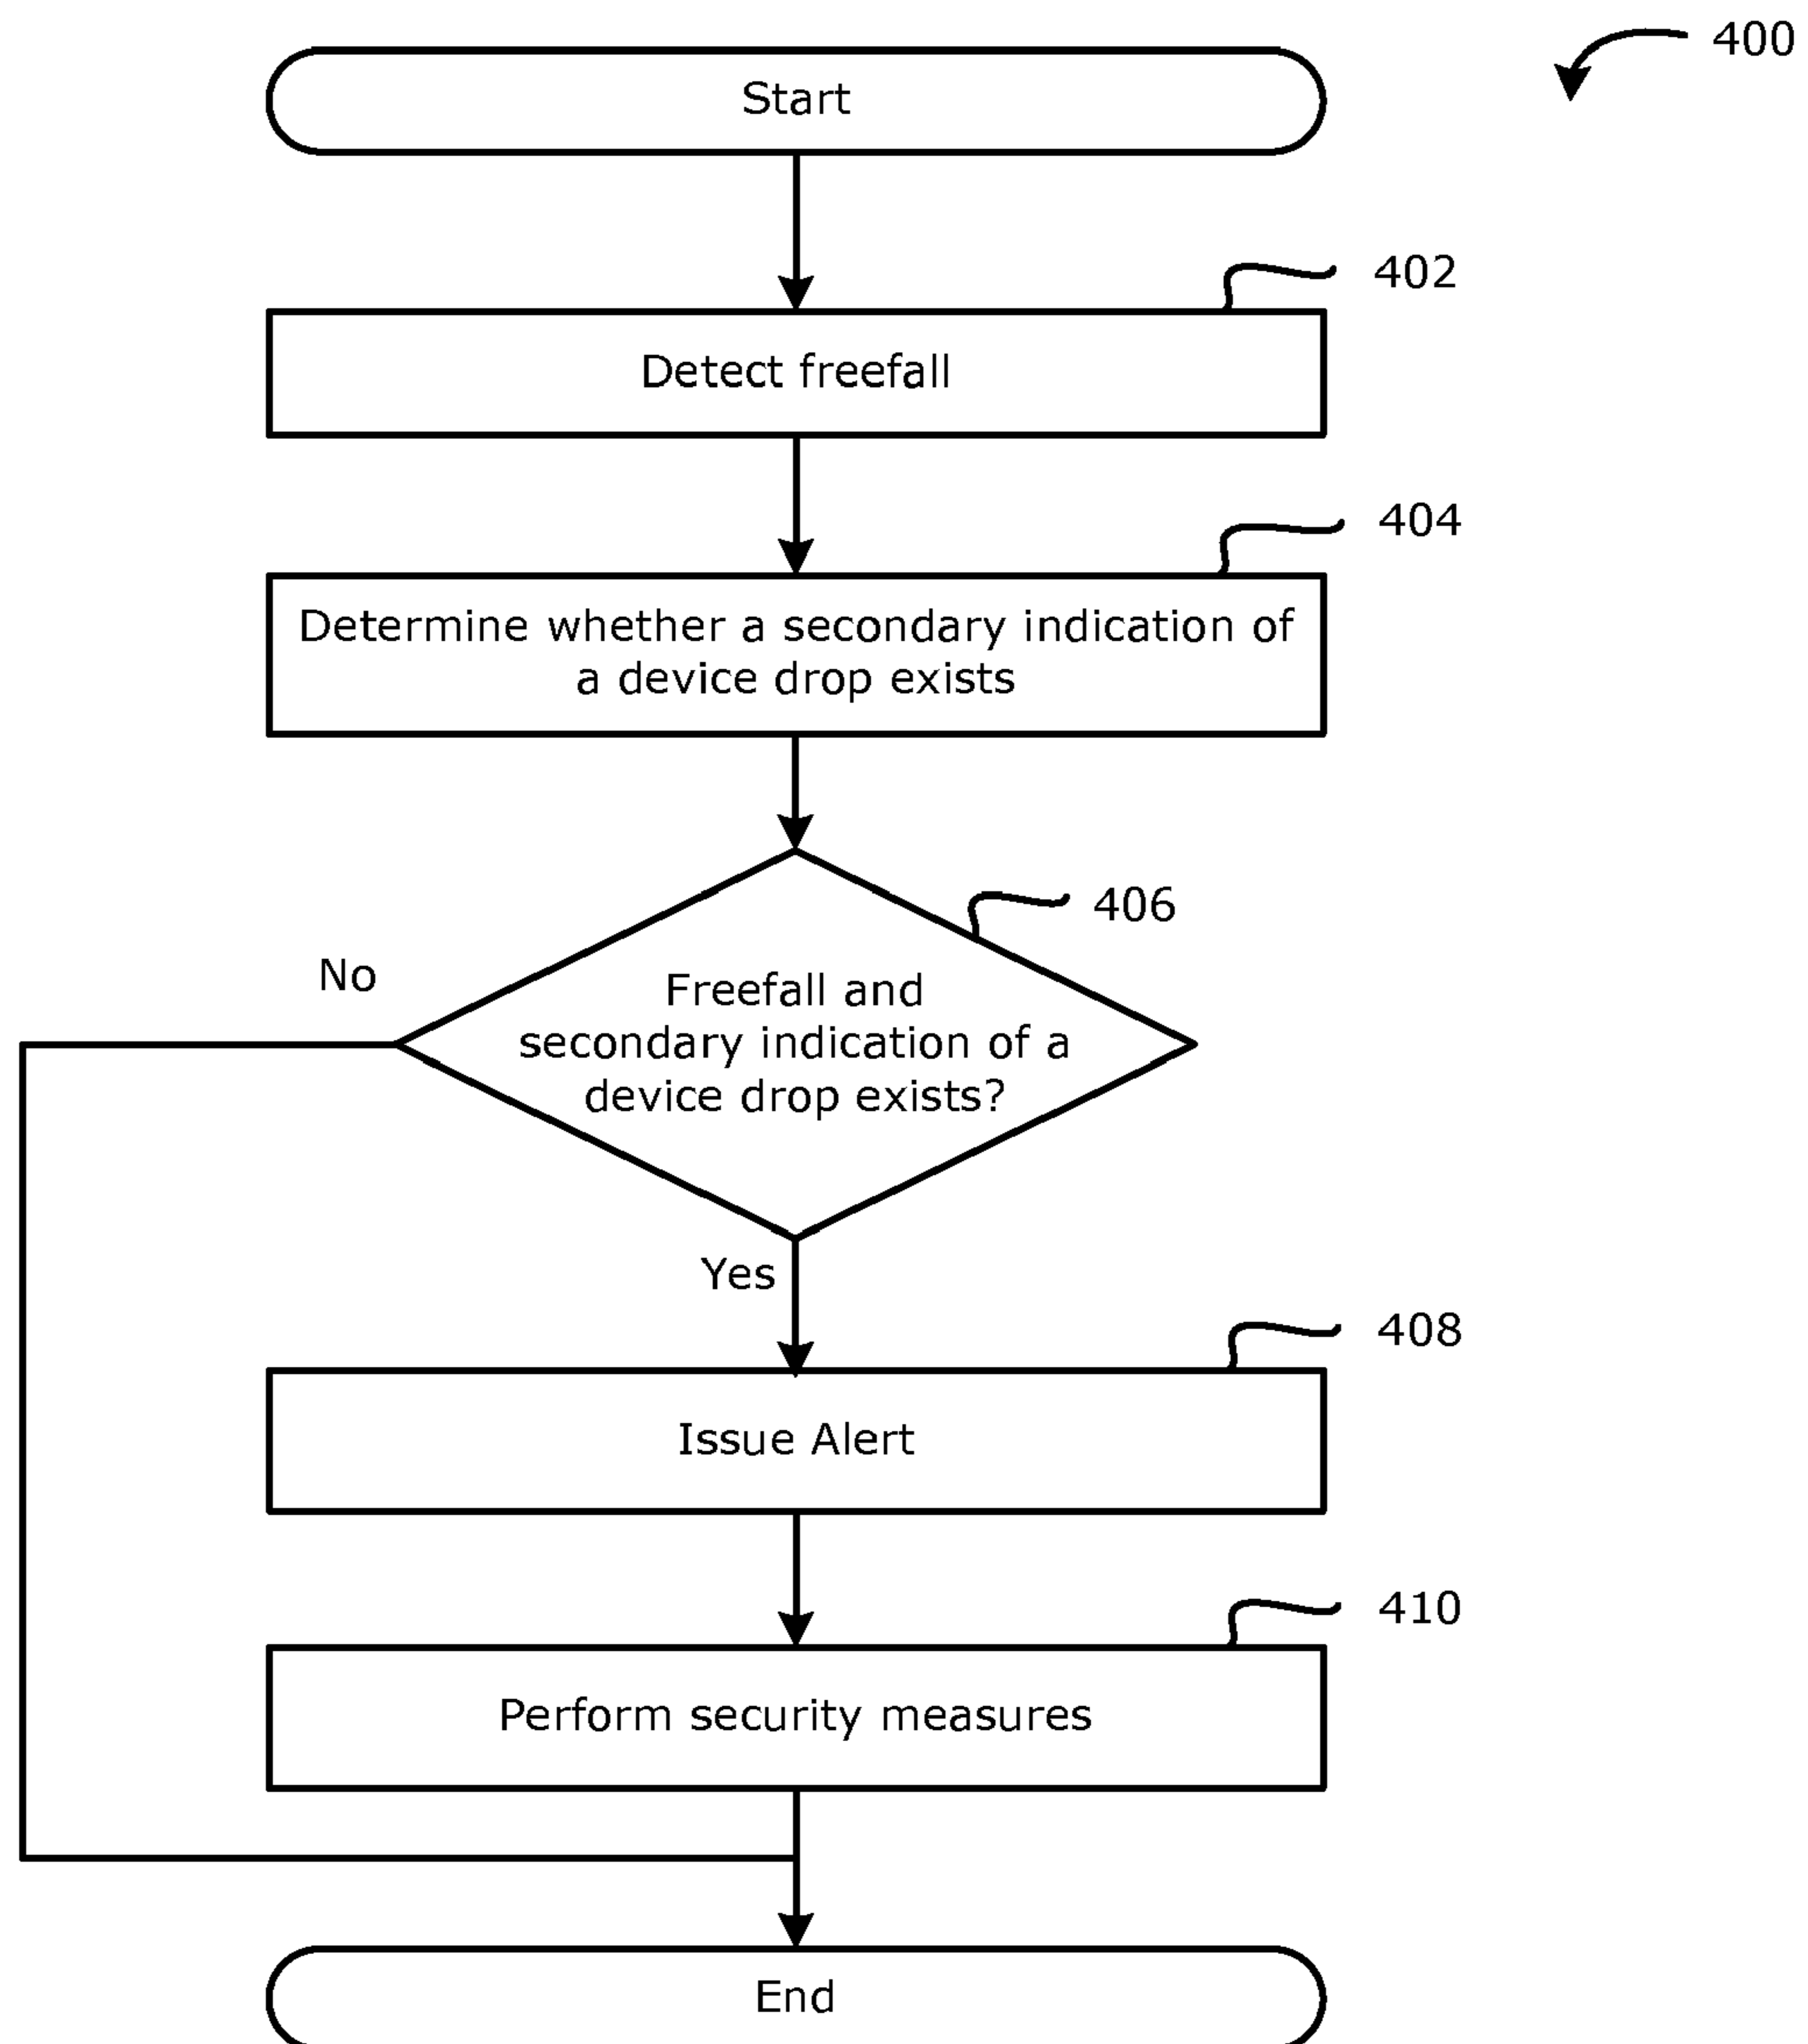 400
Start
402
Detect freefall
404
Determine whether a secondary indication of
a device drop exists
406
No
Freefall and
secondary indication of a
device drop exists?
Yes
408
Issue Alert
410
Perform security measures
End